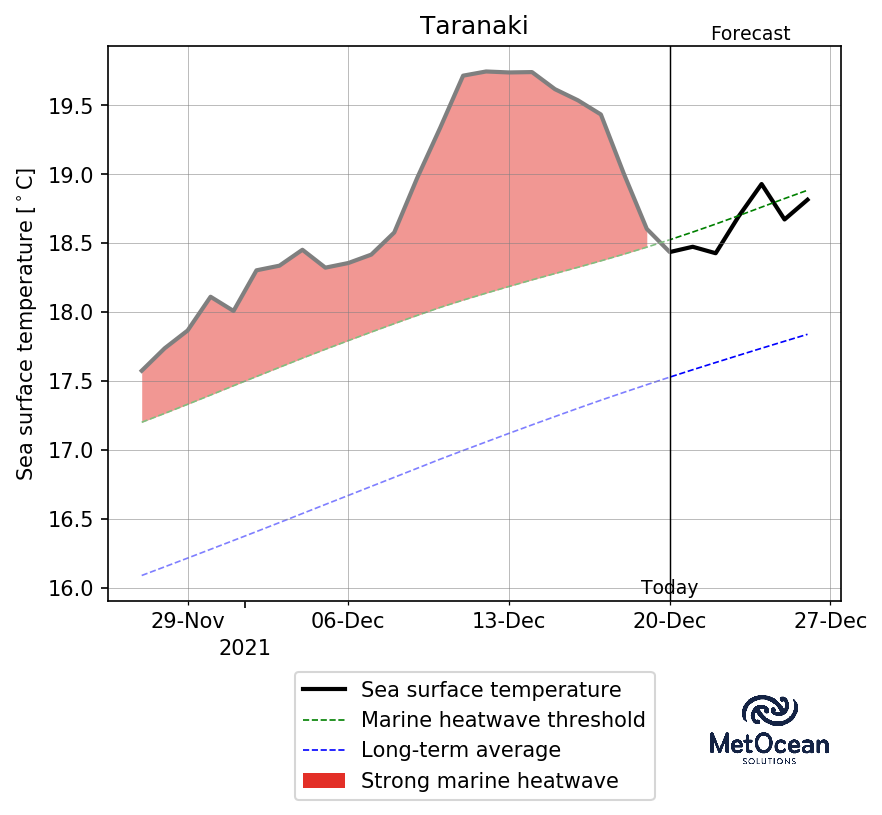 Taranaki
Forecast
Sea surface temperature [°C]
19.5
19.0
18.5
18.0
17.5
17.0
16.5
16.0
Today
29-Nov 06-Dec 13-Dec 20-Dec 27-Dec
2021
Sea surface temperature
Marine heatwave threshold
Long-term average
Strong marine heatwave
MetOcean
SOLUTIONS